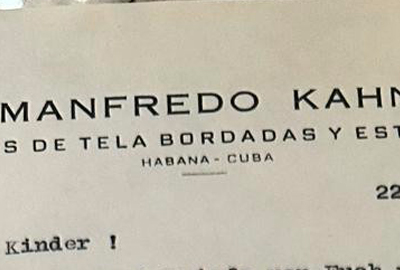 MANFREDO KAHN
S DE TELA BORDADAS Y EST
HABANA - CUBA
22
Kinder !